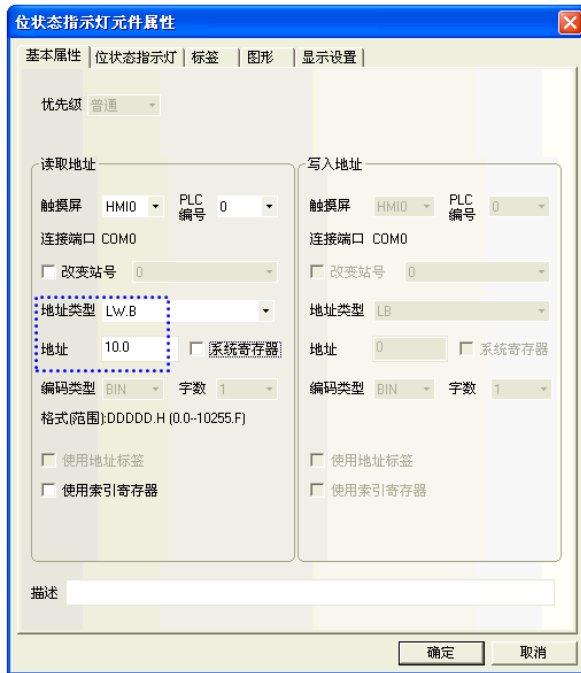 位状态指示灯元件属性
基本属性 位状态指示灯 标签 图形 显示设置
优先级 普通
读取地址
触摸屏 HMI0 PLC编号 0
连接端口 COM0
改变站号 0
地址类型 LW.B
地址 10.0 系统寄存器
编码类型 BIN 字数 1
格式(范围):DDDDD.H (0.0--10255.F)
使用地址标签
使用索引寄存器
写入地址
触摸屏 HMI0 PLC编号 0
连接端口 COM0
改变站号 0
地址类型 LB
地址 0 系统寄存器
编码类型 BIN 字数 1
使用地址标签
使用索引寄存器
描述
确定 取消